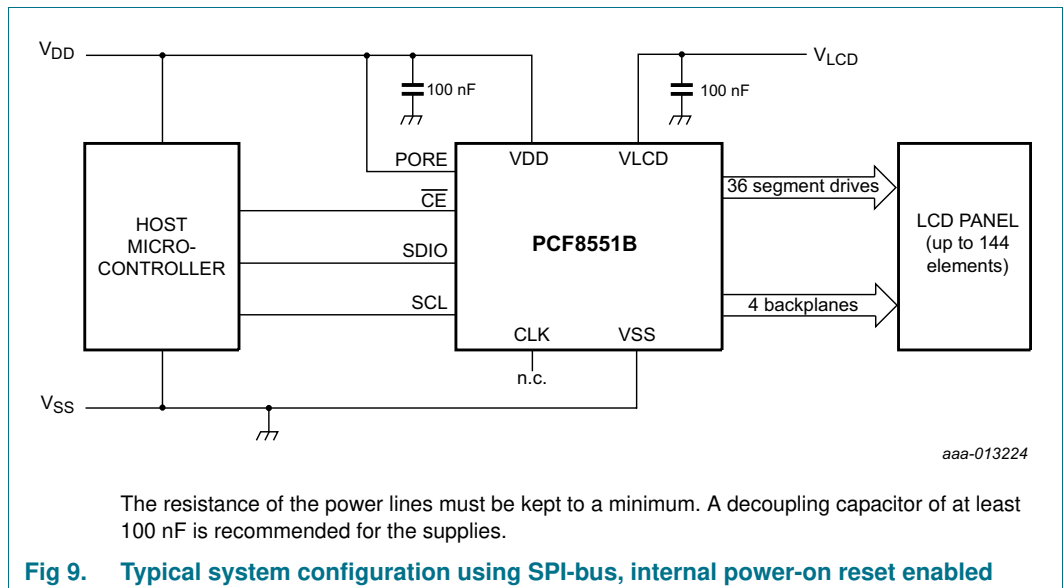 VDD
VLCD
100 nF
100 nF
PORE
VDD
VLCD
CE
36 segment drives
HOST
MICRO-
CONTROLLER
SDIO
PCF8551B
LCD PANEL
(up to 144
elements)
SCL
4 backplanes
CLK
VSS
n.c.
VSS
aaa-013224
The resistance of the power lines must be kept to a minimum. A decoupling capacitor of at least
100 nF is recommended for the supplies.
Fig 9. Typical system configuration using SPI-bus, internal power-on reset enabled